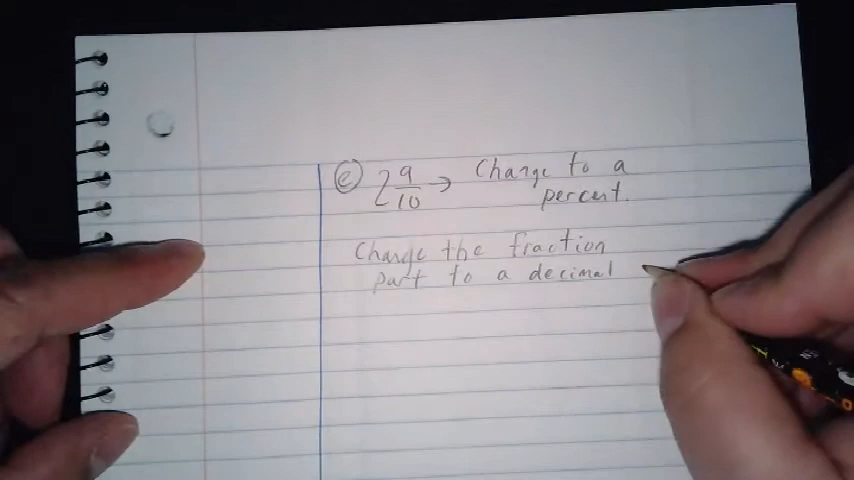 (e) 2 9/10 → Change to a
percent.
Change the fraction
part to a decimal